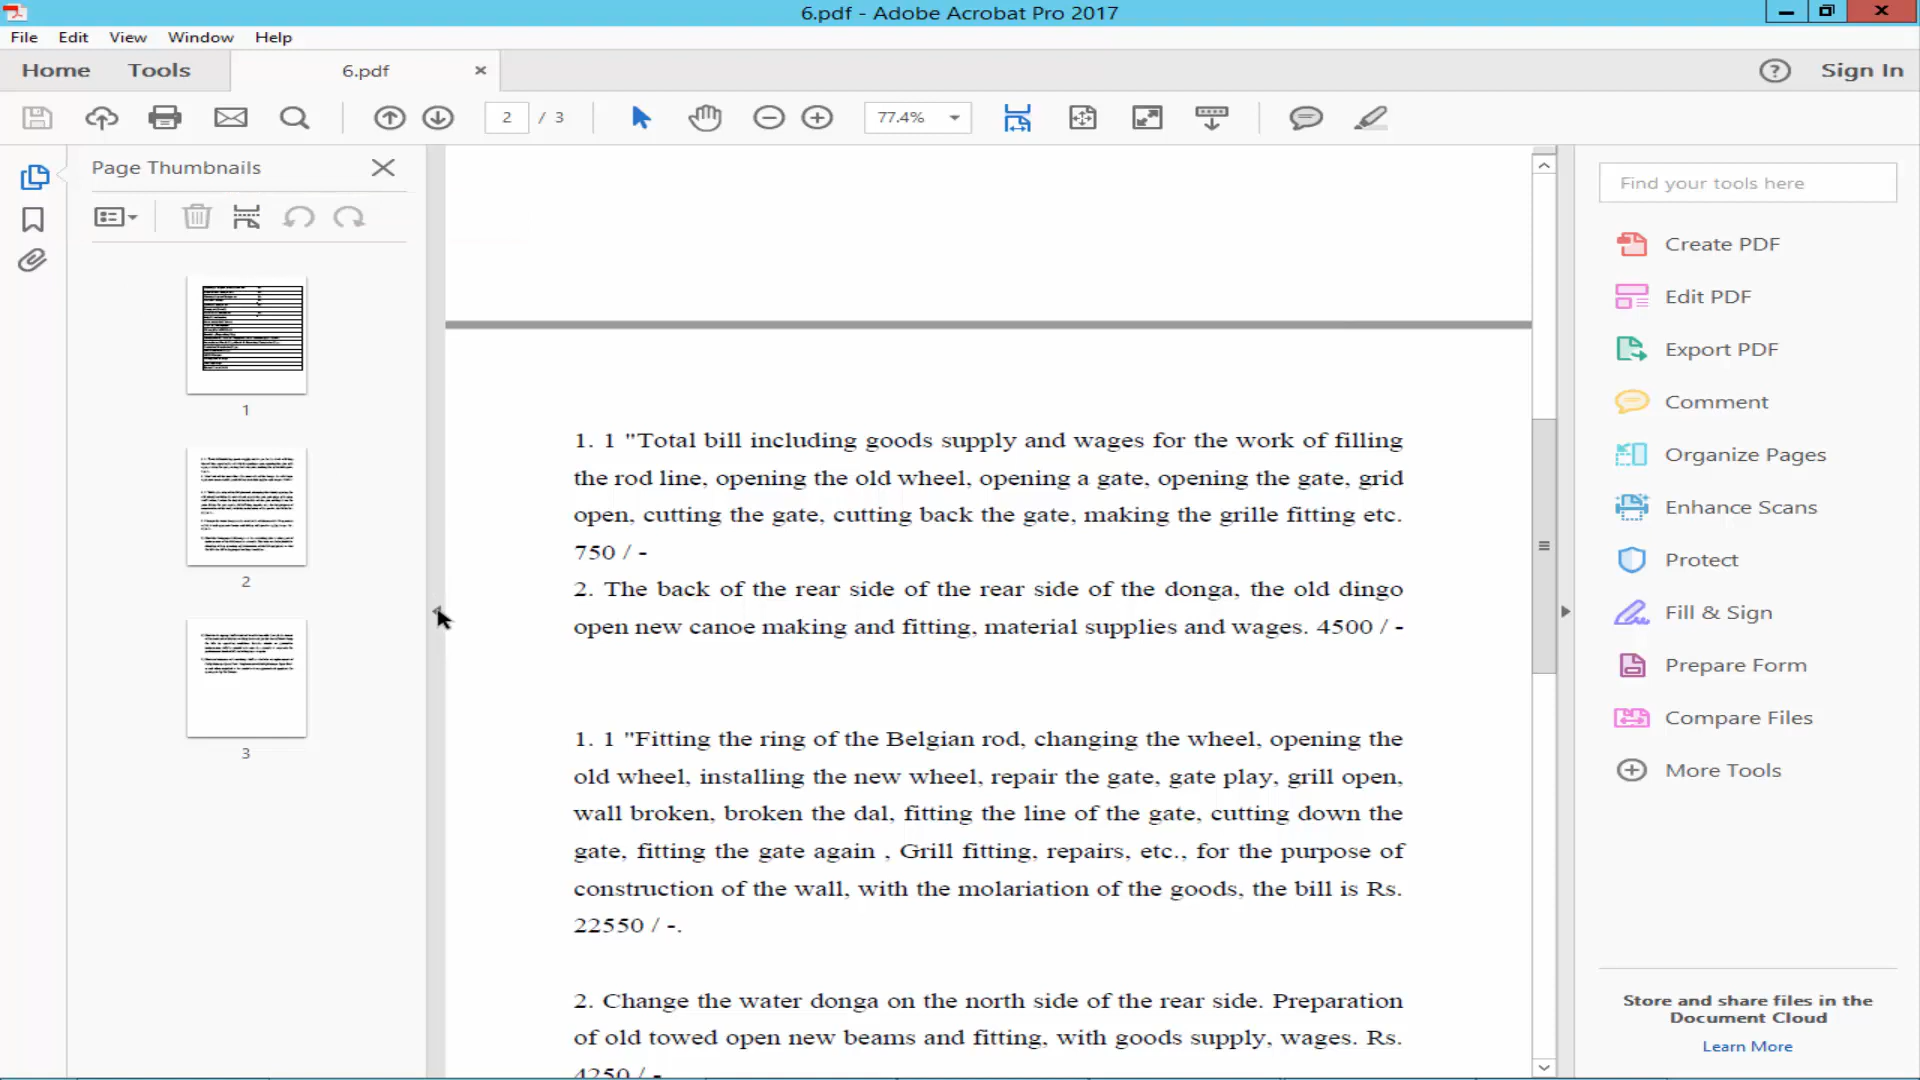 6.pdf - Adobe Acrobat Pro 2017
File Edit View Window Help
Home Tools 6.pdf Sign In
2 / 3 77.4%
Page Thumbnails
1
2
3
1. 1 "Total bill including goods supply and wages for the work of filling
the rod line, opening the old wheel, opening a gate, opening the gate, grid
open, cutting the gate, cutting back the gate, making the grille fitting etc.
750 / -
2. The back of the rear side of the rear side of the donga, the old dingo
open new canoe making and fitting, material supplies and wages. 4500 / -
1. 1 "Fitting the ring of the Belgian rod, changing the wheel, opening the
old wheel, installing the new wheel, repair the gate, gate play, grill open,
wall broken, broken the dal, fitting the line of the gate, cutting down the
gate, fitting the gate again , Grill fitting, repairs, etc., for the purpose of
construction of the wall, with the molariation of the goods, the bill is Rs.
22550 / -.
2. Change the water donga on the north side of the rear side. Preparation
of old towed open new beams and fitting, with goods supply, wages. Rs.
4250 / -
Find your tools here
Create PDF
Edit PDF
Export PDF
Comment
Organize Pages
Enhance Scans
Protect
Fill & Sign
Prepare Form
Compare Files
More Tools
Store and share files in the
Document Cloud
Learn More